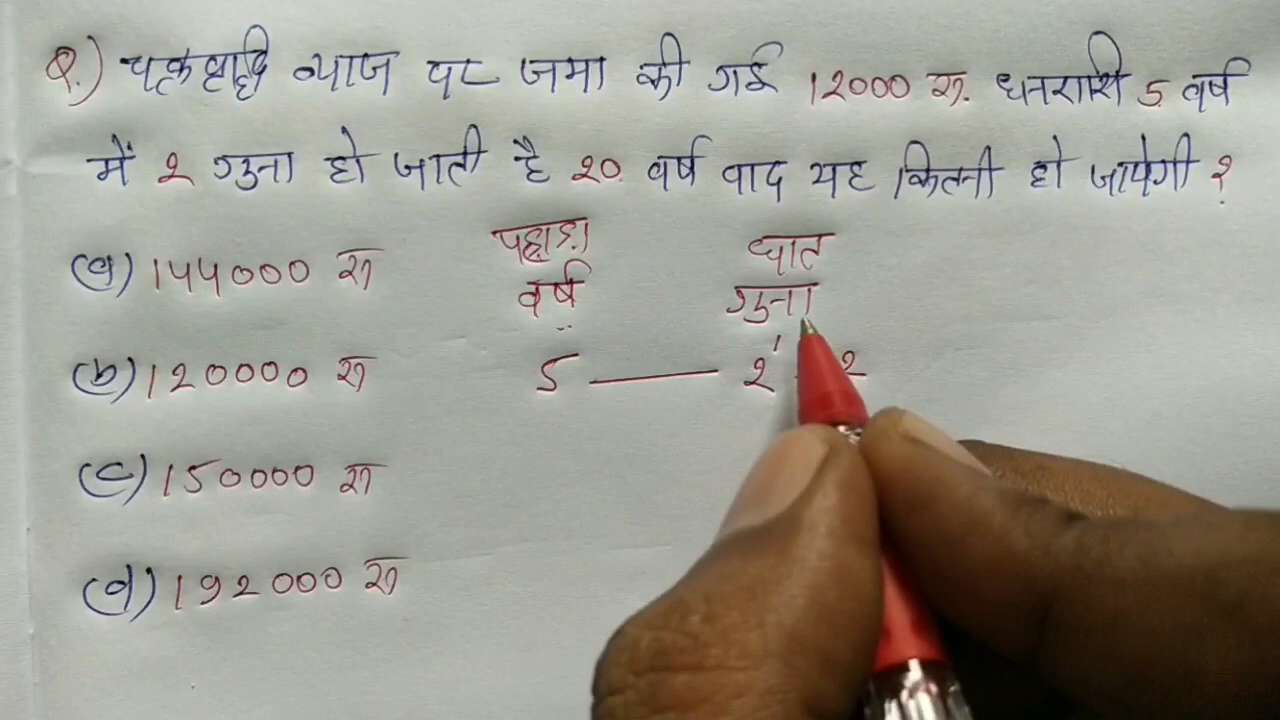 Q.) चक्रवृद्धि ब्याज पर जमा की गई 12000 रु. धनराशि 5 वर्ष
में 2 गुना हो जाती है 20 वर्ष बाद यह कितनी हो जायेगी ?
पहाड़ा घात
वर्ष गुना
(a) 144000 रु
(b) 120000 रु
5 — 2¹ 2
(c) 150000 रु
(d) 192000 रु